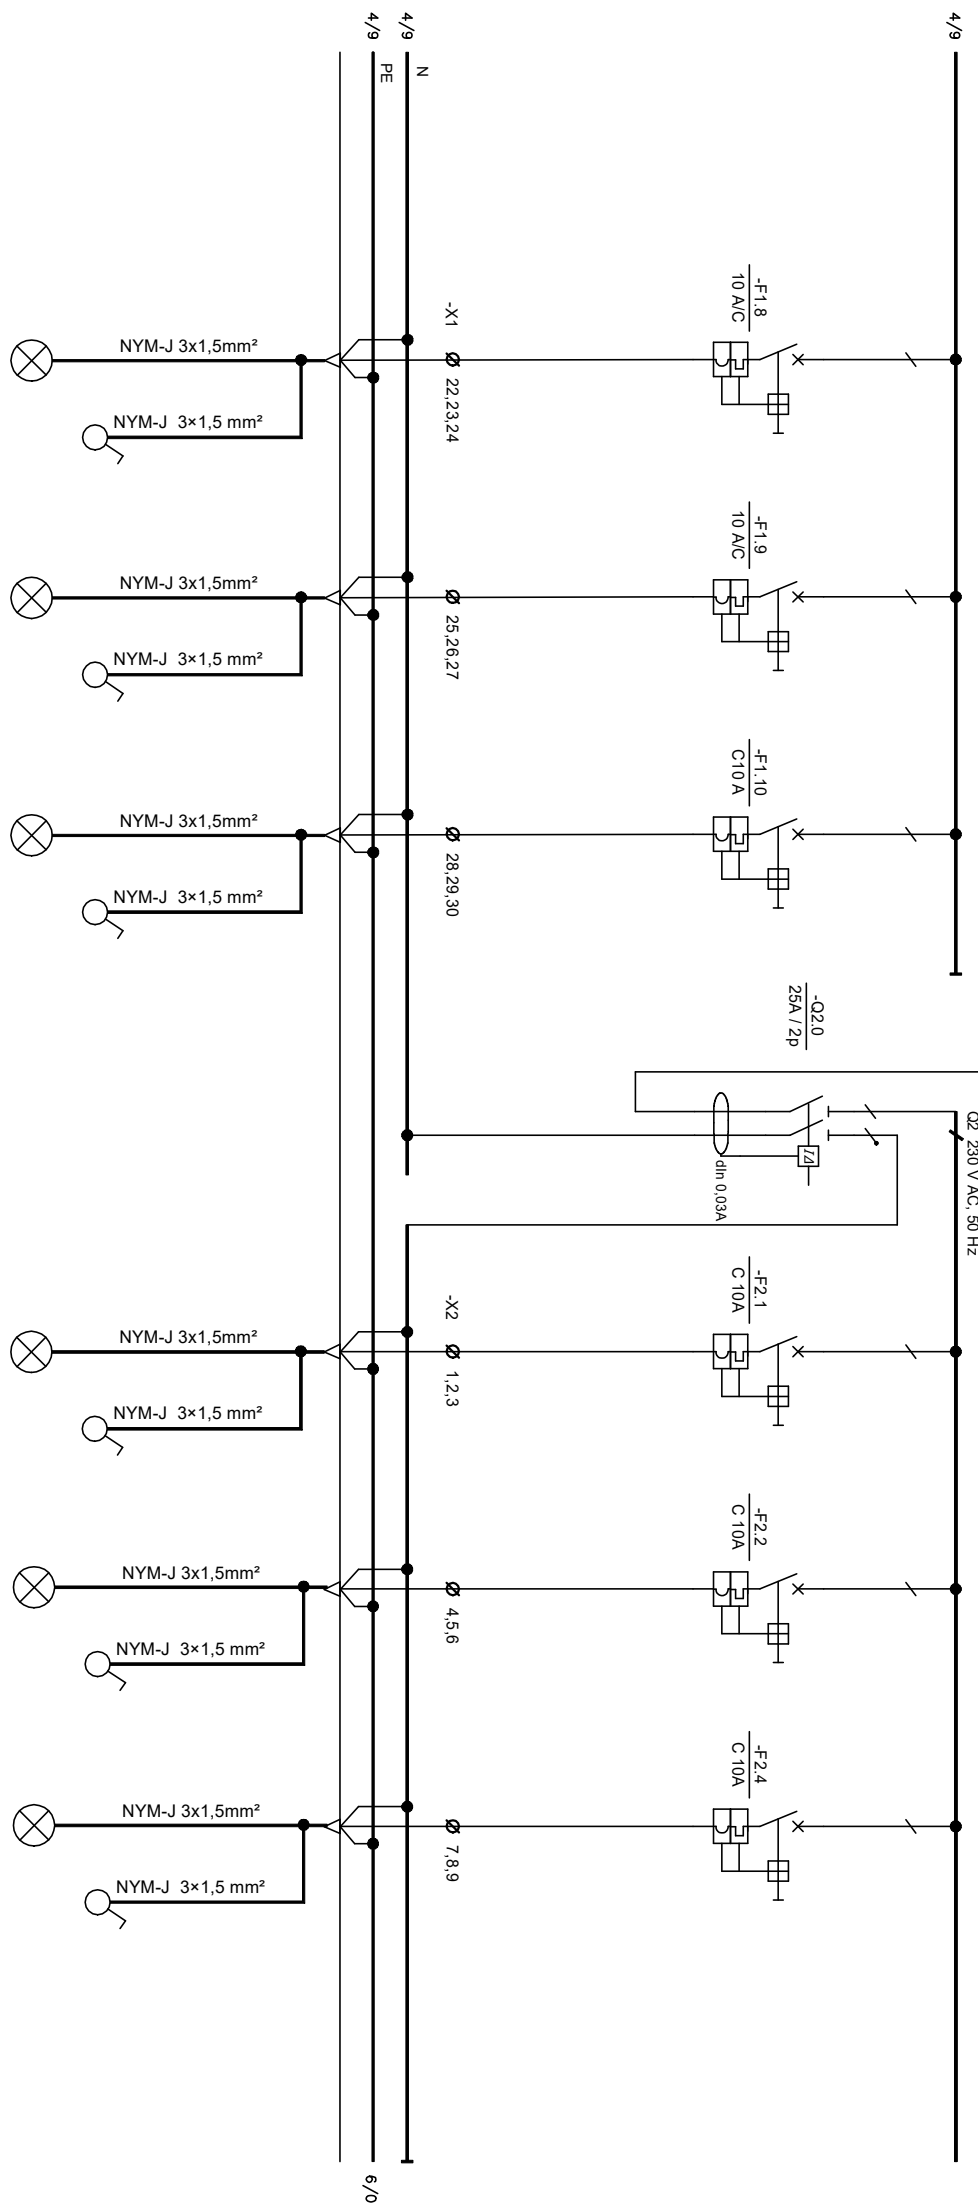 4/9
4/9
4/9
PE
N
-F1.8
10 A/C
-X1
22,23,24
NYM-J 3x1,5mm²
NYM-J 3×1,5 mm²
-F1.9
10 A/C
25,26,27
NYM-J 3x1,5mm²
NYM-J 3×1,5 mm²
-F1.10
C10 A
28,29,30
NYM-J 3x1,5mm²
NYM-J 3×1,5 mm²
-Q2.0
25A / 2p
Q2 230 V AC, 50 Hz
I∆
dIn 0,03A
-F2.1
C 10A
-X2
1,2,3
NYM-J 3x1,5mm²
NYM-J 3×1,5 mm²
-F2.2
C 10A
4,5,6
NYM-J 3x1,5mm²
NYM-J 3×1,5 mm²
-F2.4
C 10A
7,8,9
NYM-J 3x1,5mm²
NYM-J 3×1,5 mm²
6/0